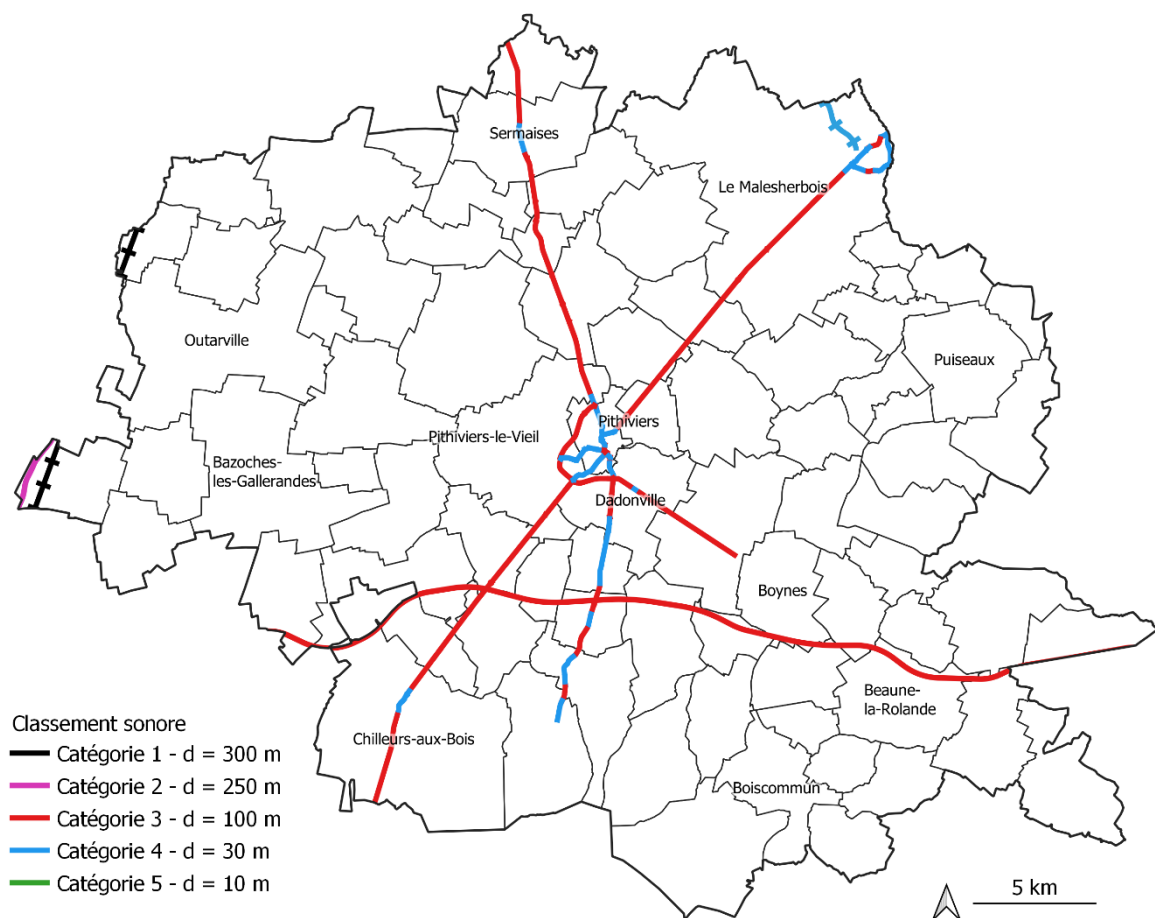 Sermaises
Le Malesherbois
Outarville
Puiseaux
Pithiviers
Pithiviers-le-Vieil
Bazoches-
les-Gallerandes
Dadonville
Boynes
Beaune-
la-Rolande
Chilleurs-aux-Bois
Boiscommun
Classement sonore
Catégorie 1 - d = 300 m
Catégorie 2 - d = 250 m
Catégorie 3 - d = 100 m
Catégorie 4 - d = 30 m
Catégorie 5 - d = 10 m
5 km